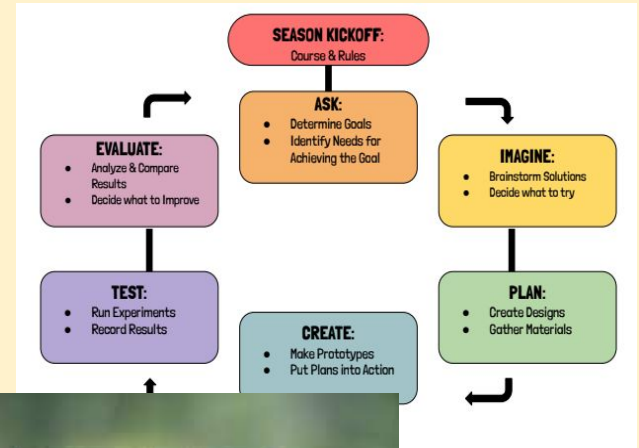 SEASON KICKOFF:
Course & Rules
ASK:
● Determine Goals
● Identify Needs for
Achieving the Goal
IMAGINE:
● Brainstorm Solutions
● Decide what to try
PLAN:
● Create Designs
● Gather Materials
CREATE:
● Make Prototypes
● Put Plans into Action
TEST:
● Run Experiments
● Record Results
EVALUATE:
● Analyze & Compare
Results
● Decide what to Improve